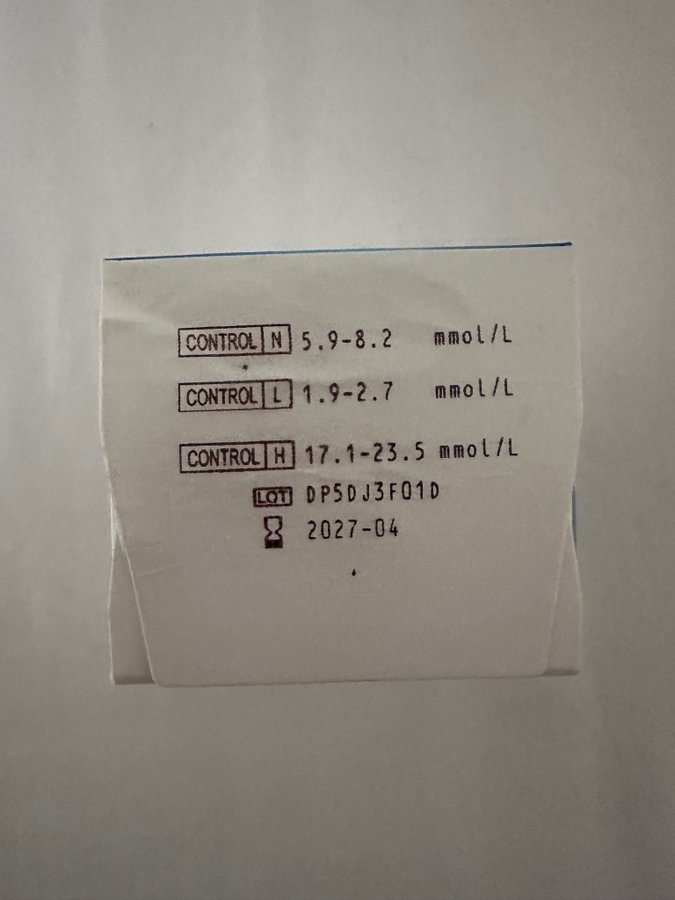 CONTROL N 5.9-8.2 mmol/L
CONTROL L 1.9-2.7 mmol/L
CONTROL H 17.1-23.5 mmol/L
LOT DP5DJ3F01D
2027-04